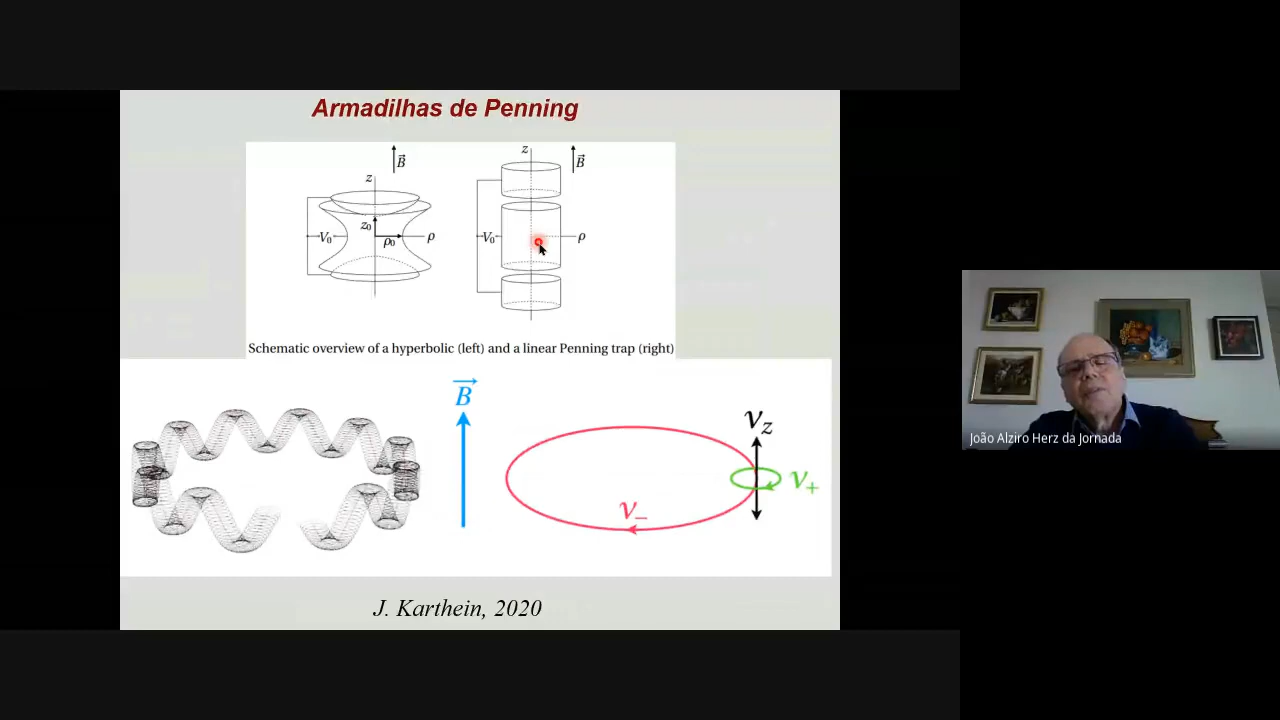 Armadilhas de Penning
B⃗
z
z₀
V₀
ρ₀
ρ
z
B⃗
V₀
ρ
Schematic overview of a hyperbolic (left) and a linear Penning trap (right)
B⃗
ν_z
ν₊
ν₋
J. Karthein, 2020
João Alziro Herz da Jornada